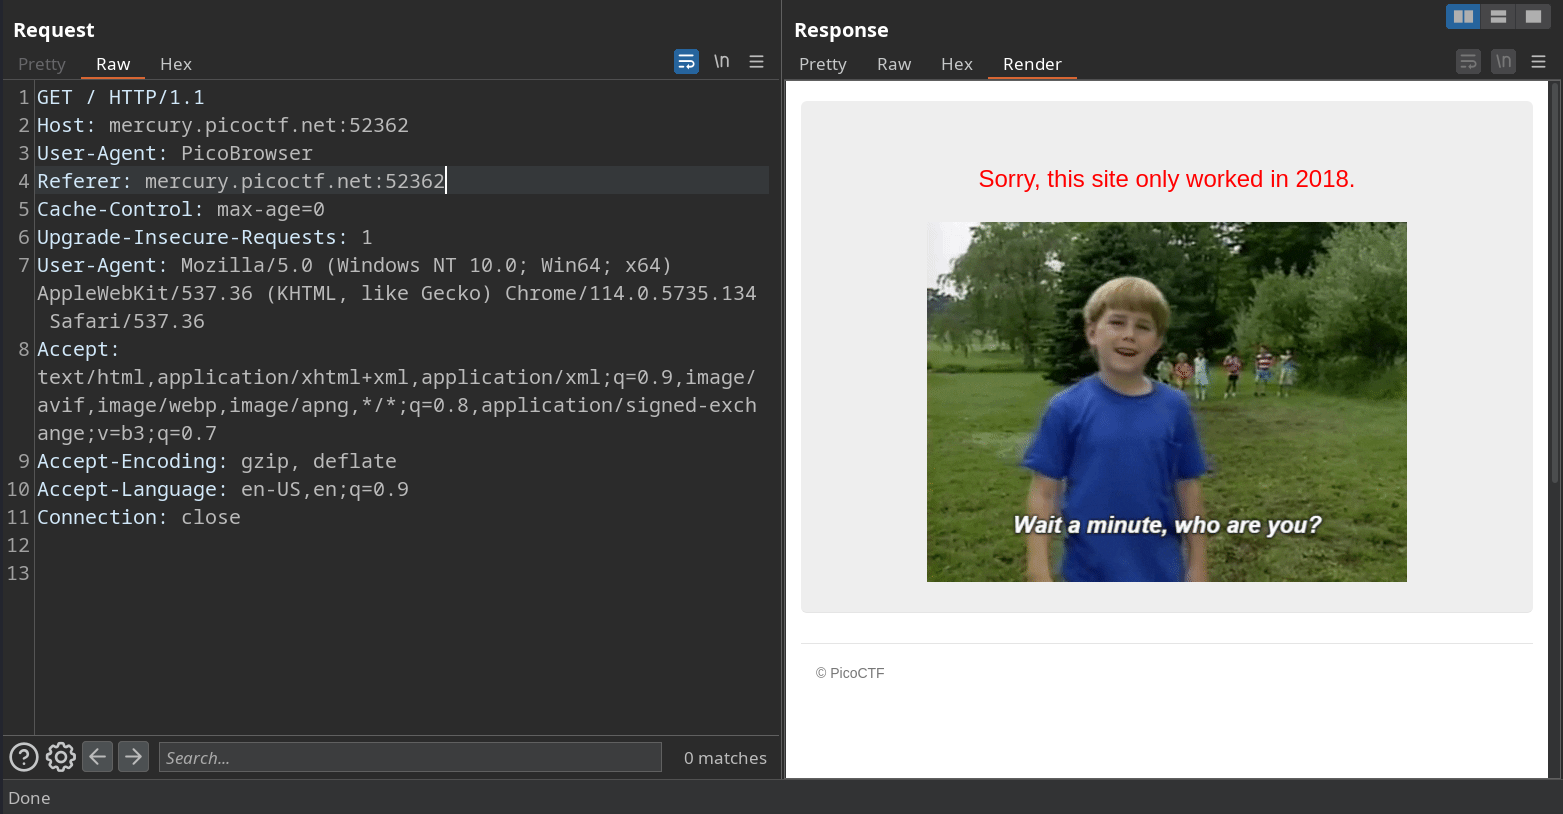 Request
Pretty Raw Hex \n
1 GET / HTTP/1.1
2 Host: mercury.picoctf.net:52362
3 User-Agent: PicoBrowser
4 Referer: mercury.picoctf.net:52362
5 Cache-Control: max-age=0
6 Upgrade-Insecure-Requests: 1
7 User-Agent: Mozilla/5.0 (Windows NT 10.0; Win64; x64)
AppleWebKit/537.36 (KHTML, like Gecko) Chrome/114.0.5735.134
Safari/537.36
8 Accept:
text/html,application/xhtml+xml,application/xml;q=0.9,image/
avif,image/webp,image/apng,*/*;q=0.8,application/signed-exch
ange;v=b3;q=0.7
9 Accept-Encoding: gzip, deflate
10 Accept-Language: en-US,en;q=0.9
11 Connection: close
12
13
Search...
0 matches
Response
Pretty Raw Hex Render \n
Sorry, this site only worked in 2018.
Wait a minute, who are you?
© PicoCTF
Done